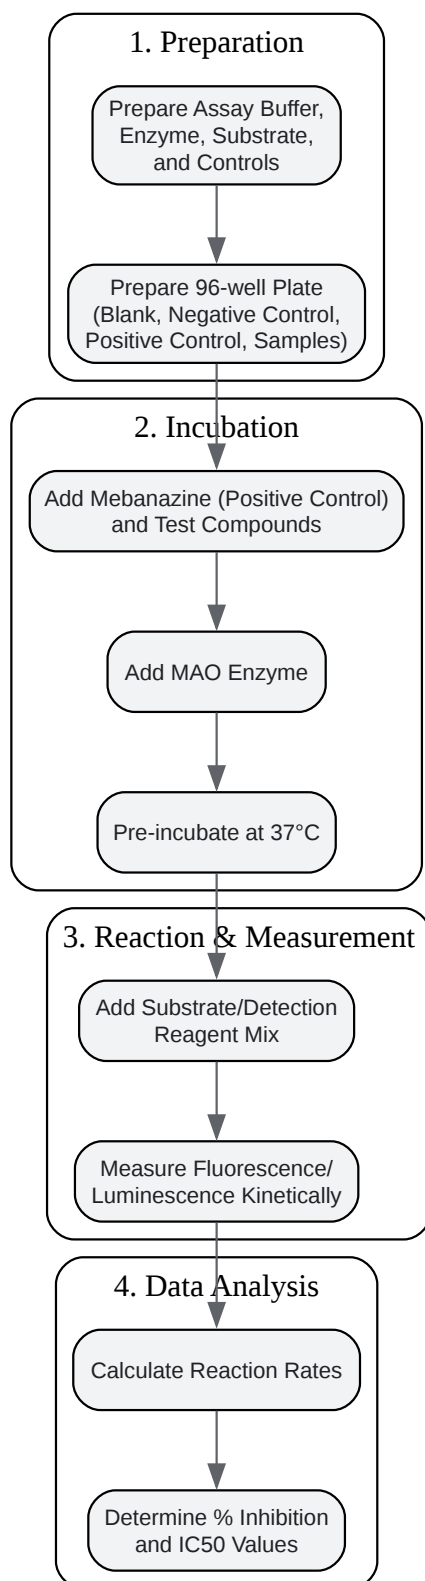 1. Preparation
Prepare Assay Buffer,
Enzyme, Substrate,
and Controls
Prepare 96-well Plate
(Blank, Negative Control,
Positive Control, Samples)
2. Incubation
Add Mebanazine (Positive Control)
and Test Compounds
Add MAO Enzyme
Pre-incubate at 37°C
3. Reaction & Measurement
Add Substrate/Detection
Reagent Mix
Measure Fluorescence/
Luminescence Kinetically
4. Data Analysis
Calculate Reaction Rates
Determine % Inhibition
and IC50 Values